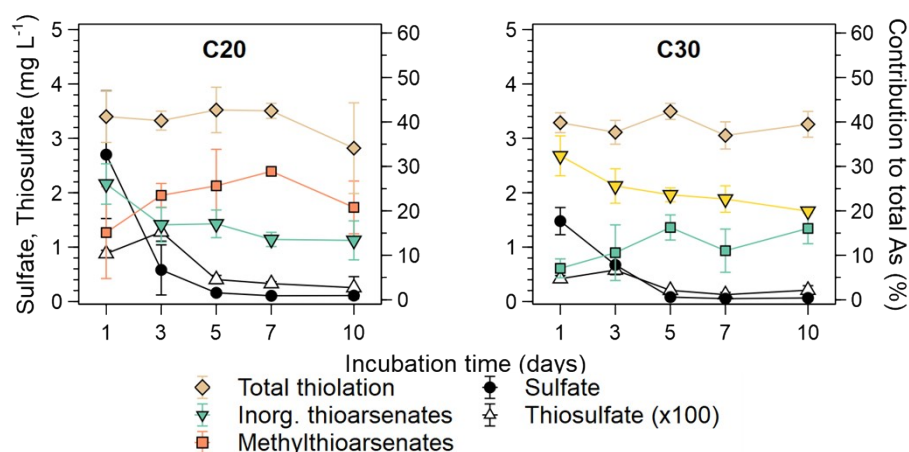 C20
C30
Sulfate, Thiosulfate (mg L⁻¹)
5
4
3
2
1
0
60
50
40
30
20
10
0
5
4
3
2
1
0
60
50
40
30
20
10
0
Contribution to total As (%)
1 3 5 7 10
1 3 5 7 10
Incubation time (days)
Total thiolation
Inorg. thioarsenates
Methylthioarsenates
Sulfate
Thiosulfate (x100)